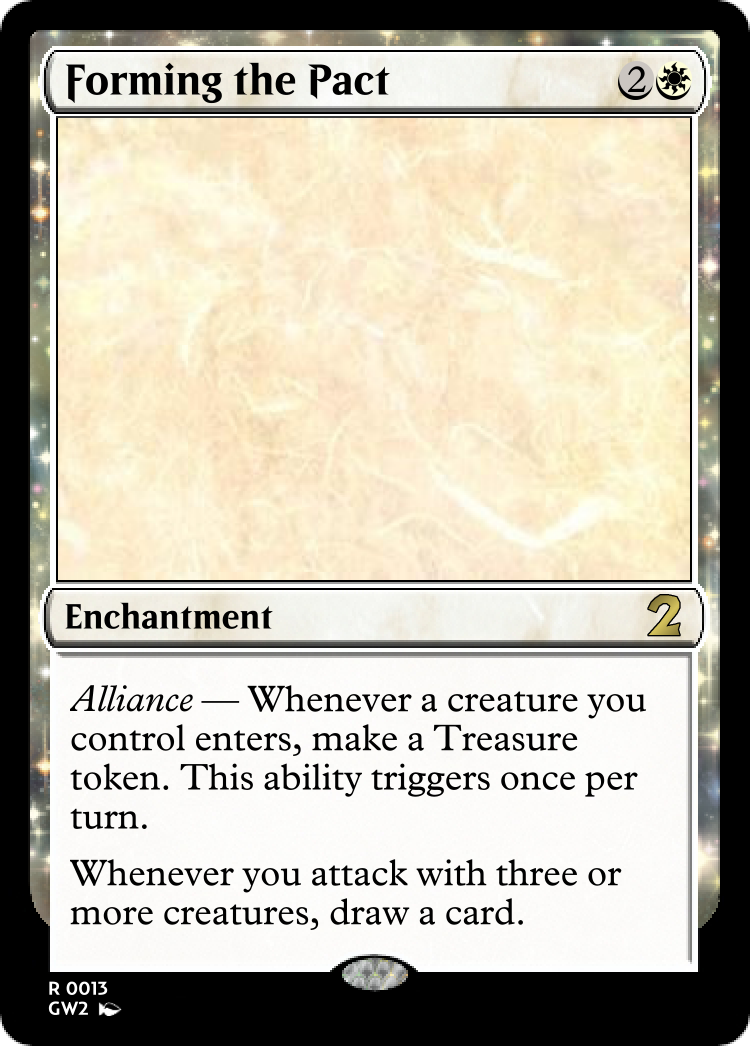 Forming the Pact 2
Enchantment 2
Alliance — Whenever a creature you
control enters, make a Treasure
token. This ability triggers once per
turn.
Whenever you attack with three or
more creatures, draw a card.
R 0013
GW2